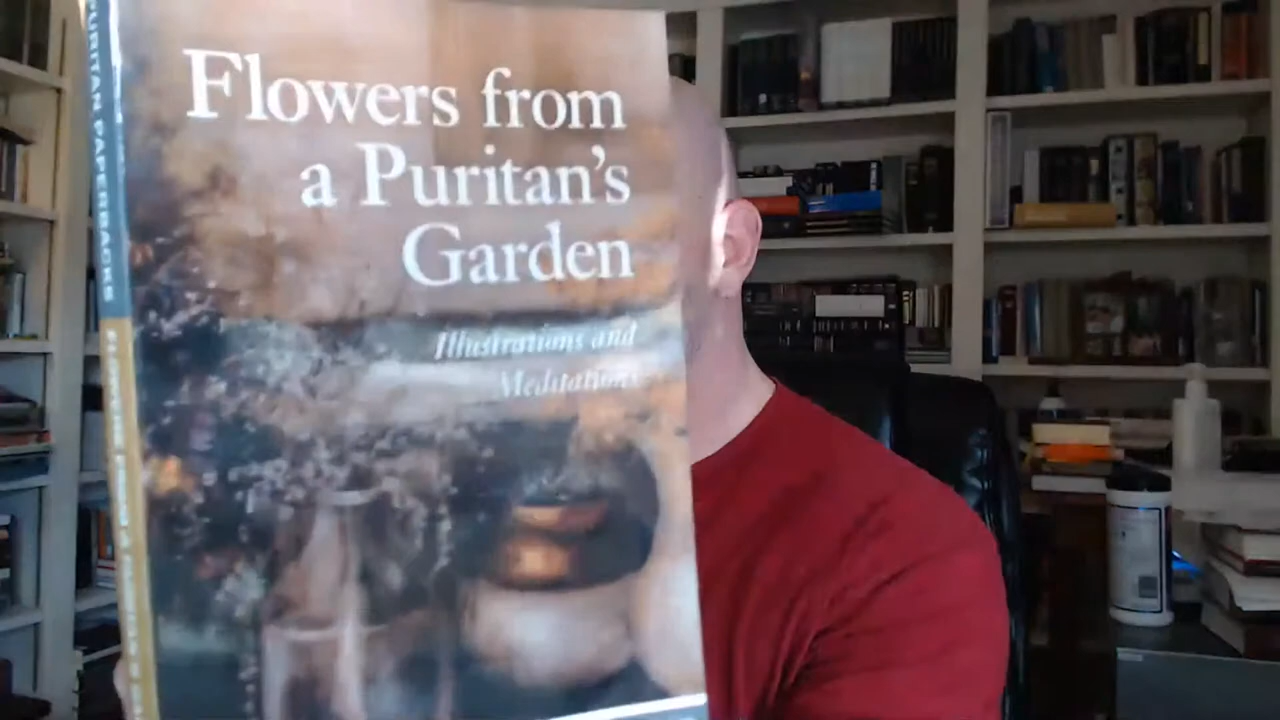 Flowers from
a Puritan's
Garden
Illustrations and
Meditations
PURITAN PAPERBACKS